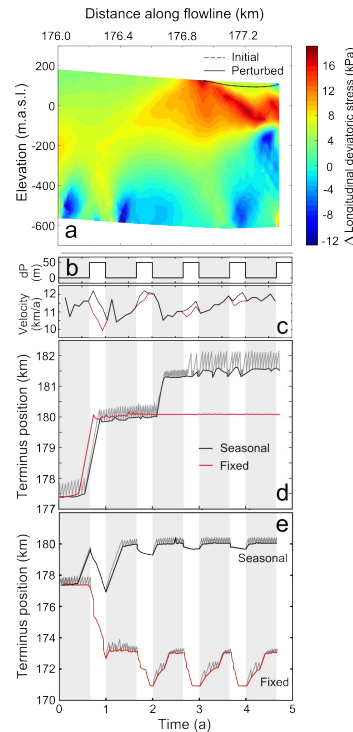 Distance along flowline (km)
176.0 176.4 176.8 177.2
200
0
-200
-400
-600
Elevation (m.a.s.l.)
Initial
Perturbed
a
16
12
8
4
0
-4
-8
-12
Δ Longitudinal deviatoric stress (kPa)
dP
(m)
50
0
b
Velocity
(km/a)
12
11
10
c
Terminus position (km)
182
181
180
179
178
177
Seasonal
Fixed
d
Terminus position (km)
180
178
176
174
172
170
e
Seasonal
Fixed
0 1 2 3 4 5
Time (a)